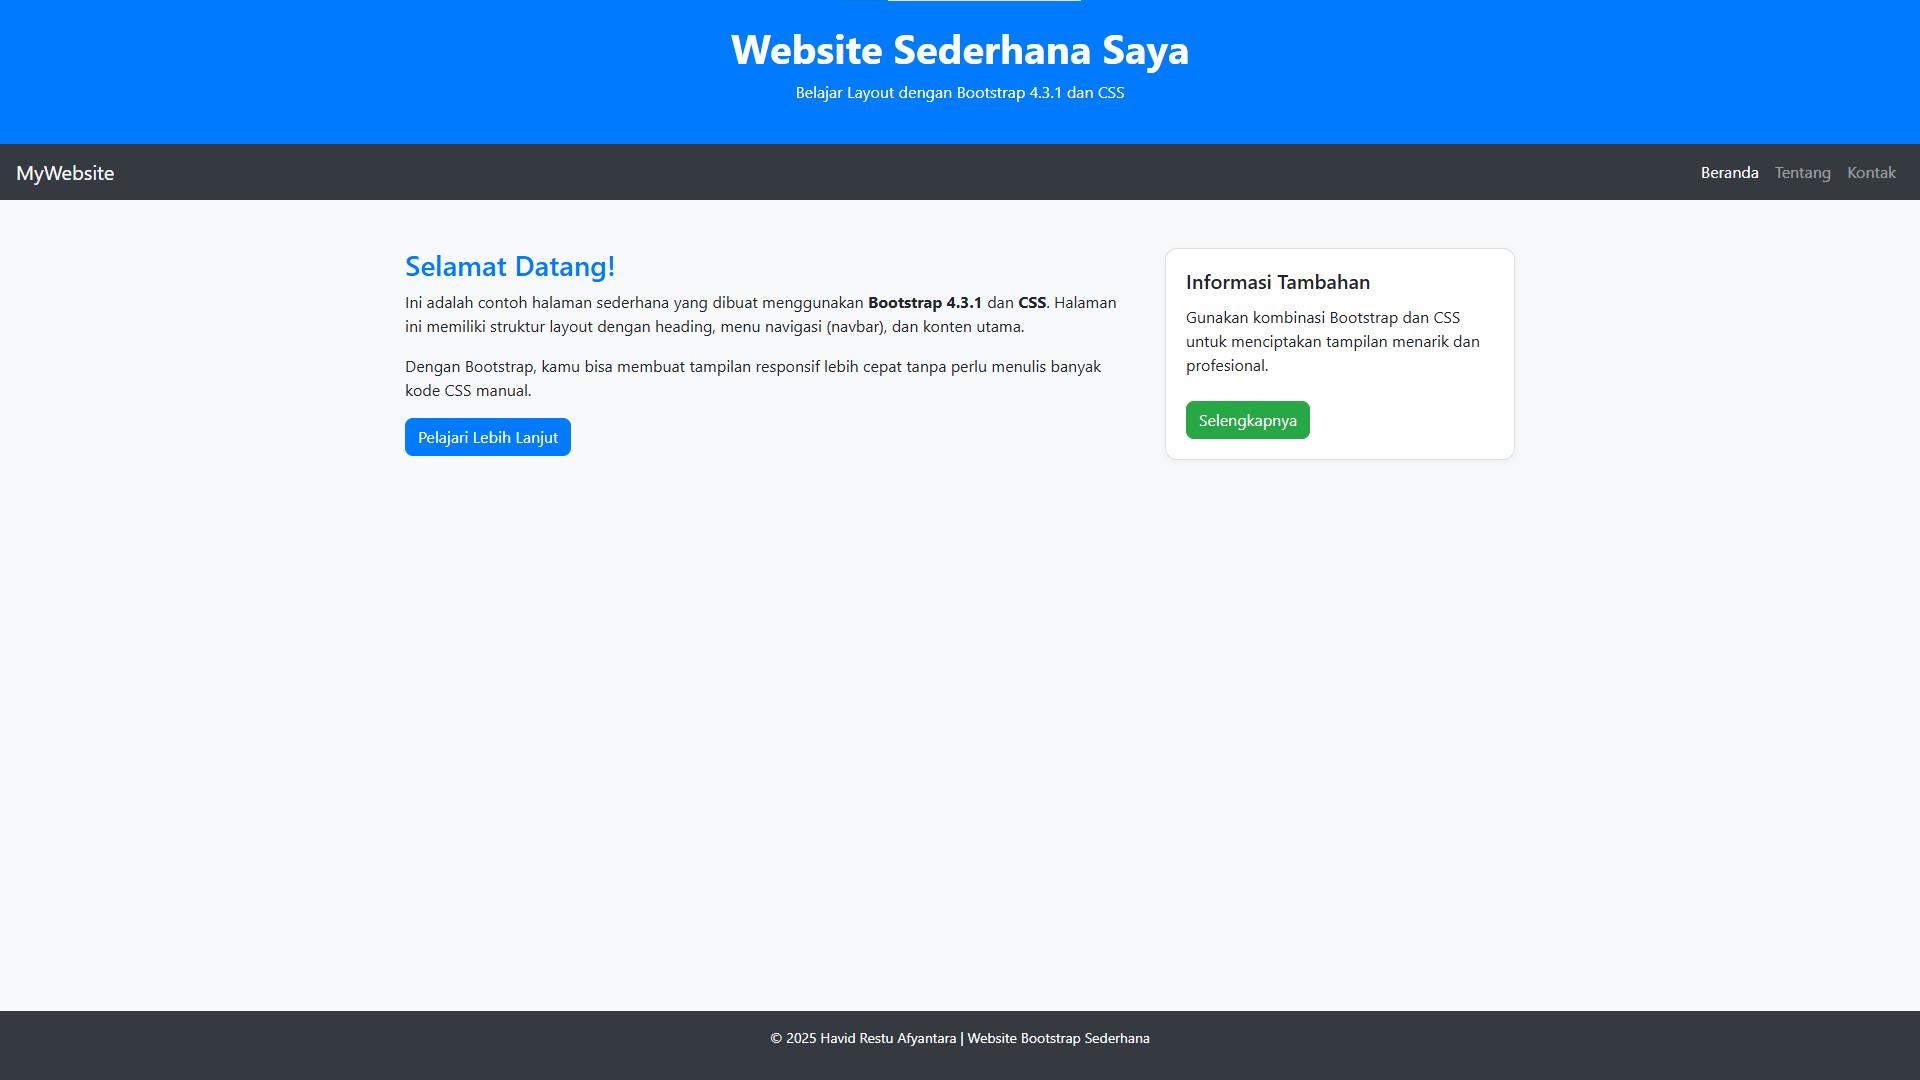 Website Sederhana Saya
Belajar Layout dengan Bootstrap 4.3.1 dan CSS
MyWebsite
Beranda Tentang Kontak
Selamat Datang!
Ini adalah contoh halaman sederhana yang dibuat menggunakan Bootstrap 4.3.1 dan CSS. Halaman
ini memiliki struktur layout dengan heading, menu navigasi (navbar), dan konten utama.
Dengan Bootstrap, kamu bisa membuat tampilan responsif lebih cepat tanpa perlu menulis banyak
kode CSS manual.
Pelajari Lebih Lanjut
Informasi Tambahan
Gunakan kombinasi Bootstrap dan CSS
untuk menciptakan tampilan menarik dan
profesional.
Selengkapnya
© 2025 Havid Restu Afyantara | Website Bootstrap Sederhana